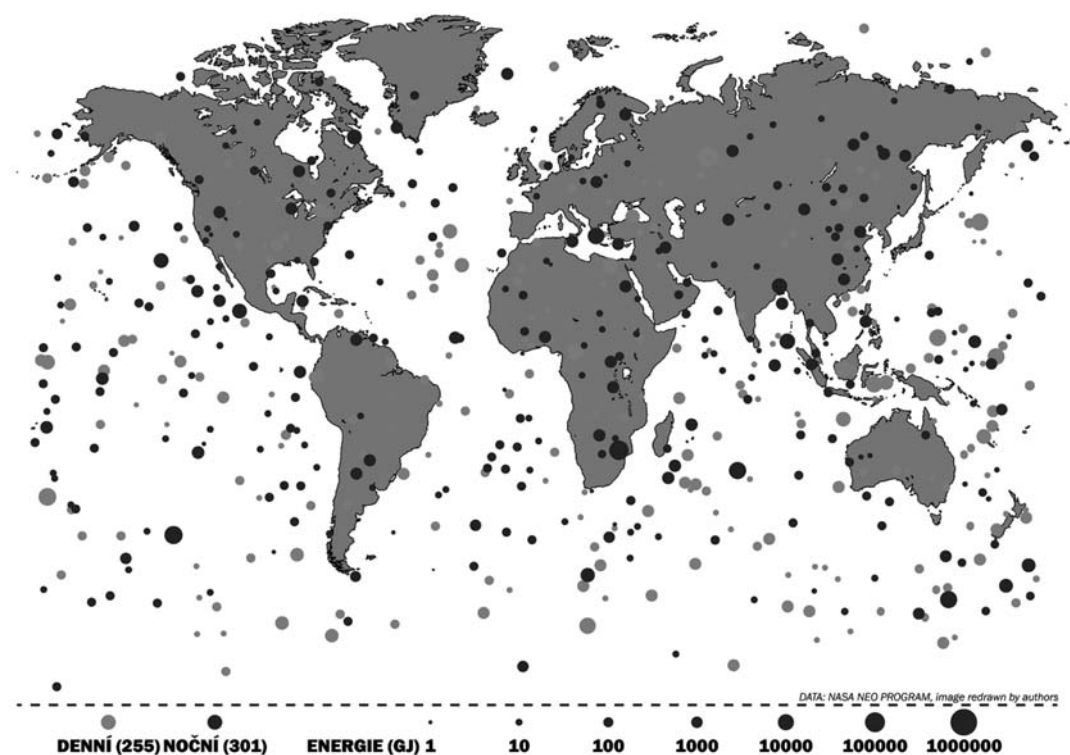 DATA: NASA NEO PROGRAM, image redrawn by authors
DENNÍ (255) NOČNÍ (301) ENERGIE (GJ) 1 10 100 1000 10000 100000 1000000